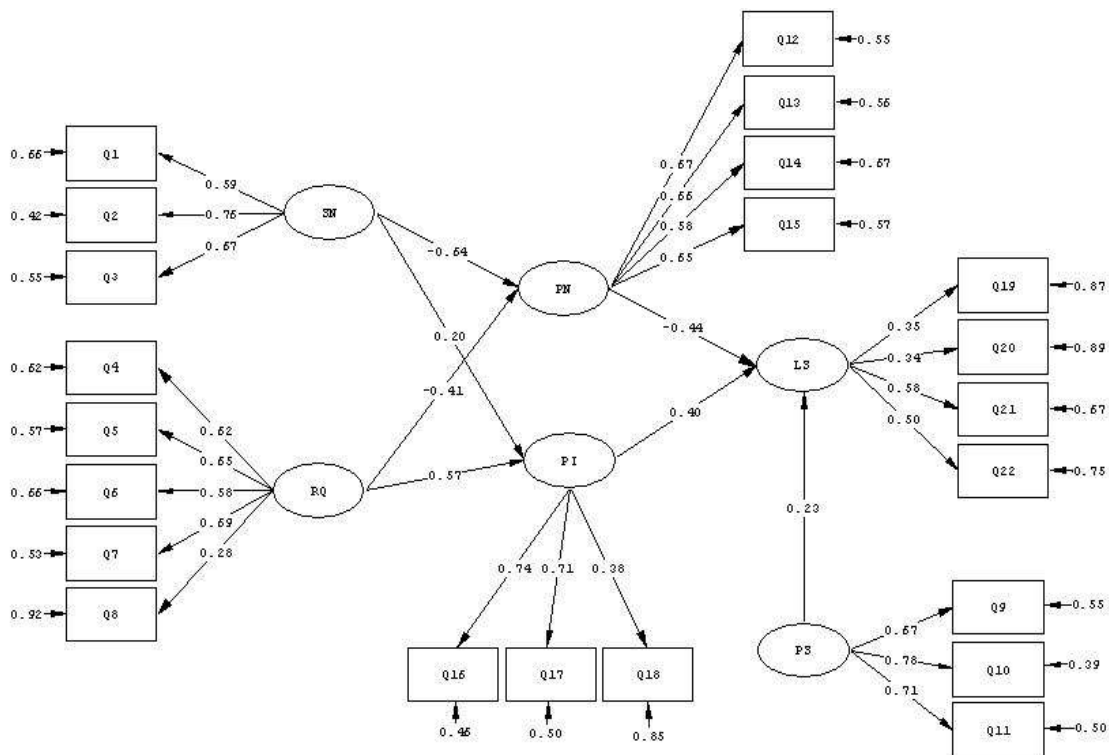 Q12
0.55
Q13
0.56
Q14
0.67
Q15
0.57
0.67
0.66
0.58
0.65
0.66
Q1
0.42
Q2
0.55
Q3
0.59
0.76
0.67
SN
-0.64
0.20
PN
-0.44
-0.41
0.62
Q4
0.57
Q5
0.66
Q6
0.53
Q7
0.92
Q8
0.62
0.65
0.58
0.69
0.28
RQ
0.57
PI
0.40
LS
0.35
0.34
0.58
0.50
Q19
0.87
Q20
0.89
Q21
0.67
Q22
0.75
0.23
0.74
0.71
0.38
Q16
Q17
Q18
0.46
0.50
0.85
PS
0.67
0.78
0.71
Q9
0.55
Q10
0.39
Q11
0.50